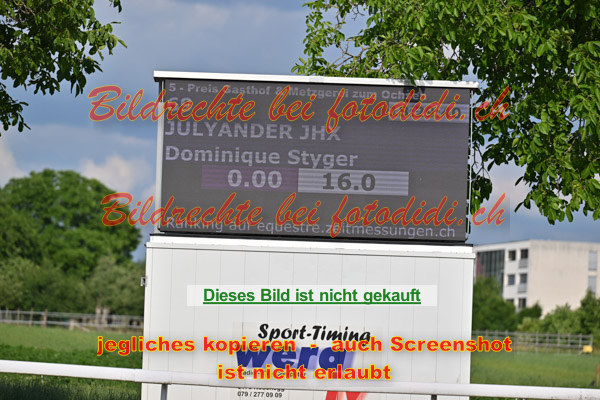 5 - Preis Gasthof & Metzgerei zum Och
Bildrechte bei fotodidi.ch
JULYANDER JHX
Dominique Styger
0.00 16.0
Bildrechte bei fotodidi.ch
Ranking auf equestre.zeitmessungen.ch
Dieses Bild ist nicht gekauft
Sport-Timing
jegliches kopieren - auch Screenshot
ist nicht erlaubt
079 / 277 09 09